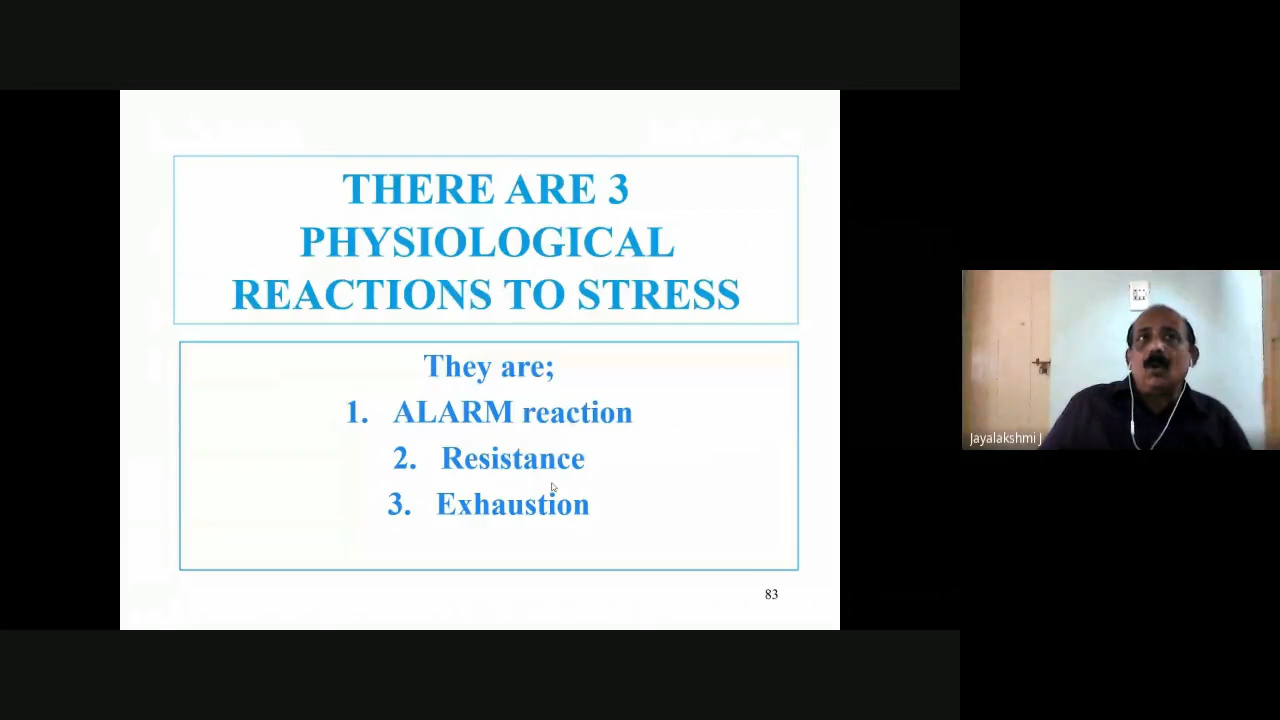 THERE ARE 3
PHYSIOLOGICAL
REACTIONS TO STRESS
They are;
1. ALARM reaction
2. Resistance
3. Exhaustion
83
Jayalakshmi J